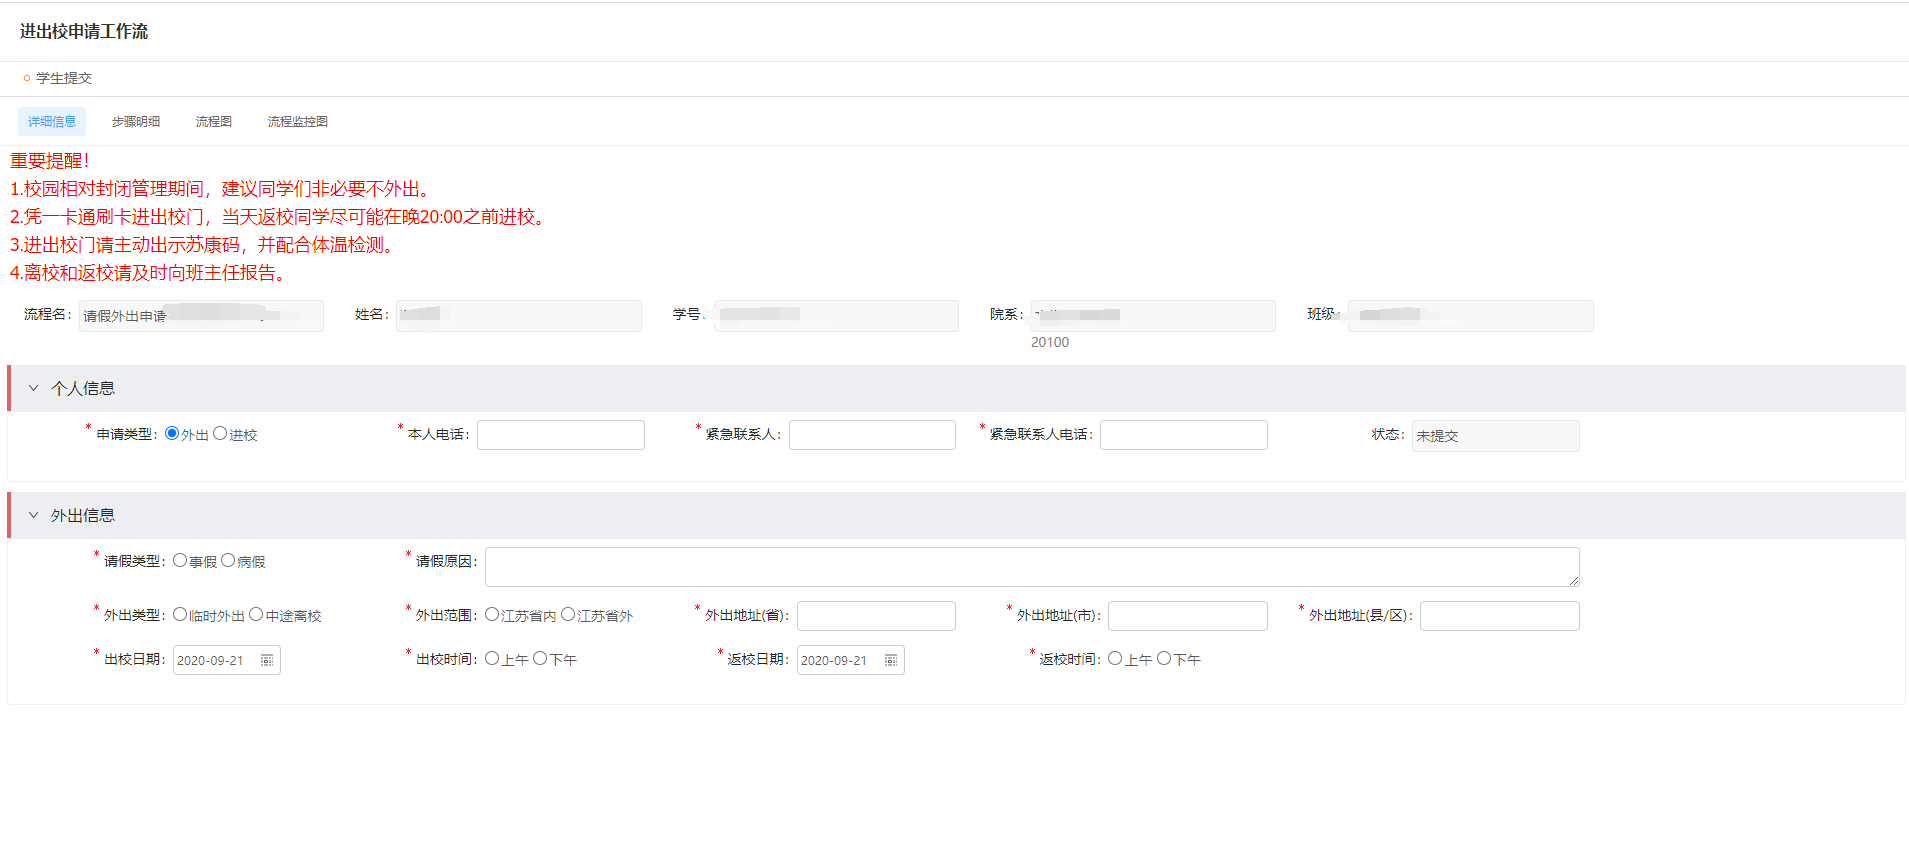 进出校申请工作流
学生提交
详细信息 步骤明细 流程图 流程监控图
重要提醒！
1.校园相对封闭管理期间，建议同学们非必要不外出。
2.凭一卡通刷卡进出校门，当天返校同学尽可能在晚20:00之前进校。
3.进出校门请主动出示苏康码，并配合体温检测。
4.离校和返校请及时向班主任报告。
流程名： 请假外出申请 姓名： 学号： 院系： 班级：
20100
个人信息
* 申请类型： 外出 进校 * 本人电话： * 紧急联系人： * 紧急联系人电话： 状态： 未提交
外出信息
* 请假类型： 事假 病假 * 请假原因：
* 外出类型： 临时外出 中途离校 * 外出范围： 江苏省内 江苏省外 * 外出地址(省)： * 外出地址(市)： * 外出地址(县/区)：
* 出校日期： 2020-09-21 * 出校时间： 上午 下午 * 返校日期： 2020-09-21 * 返校时间： 上午 下午